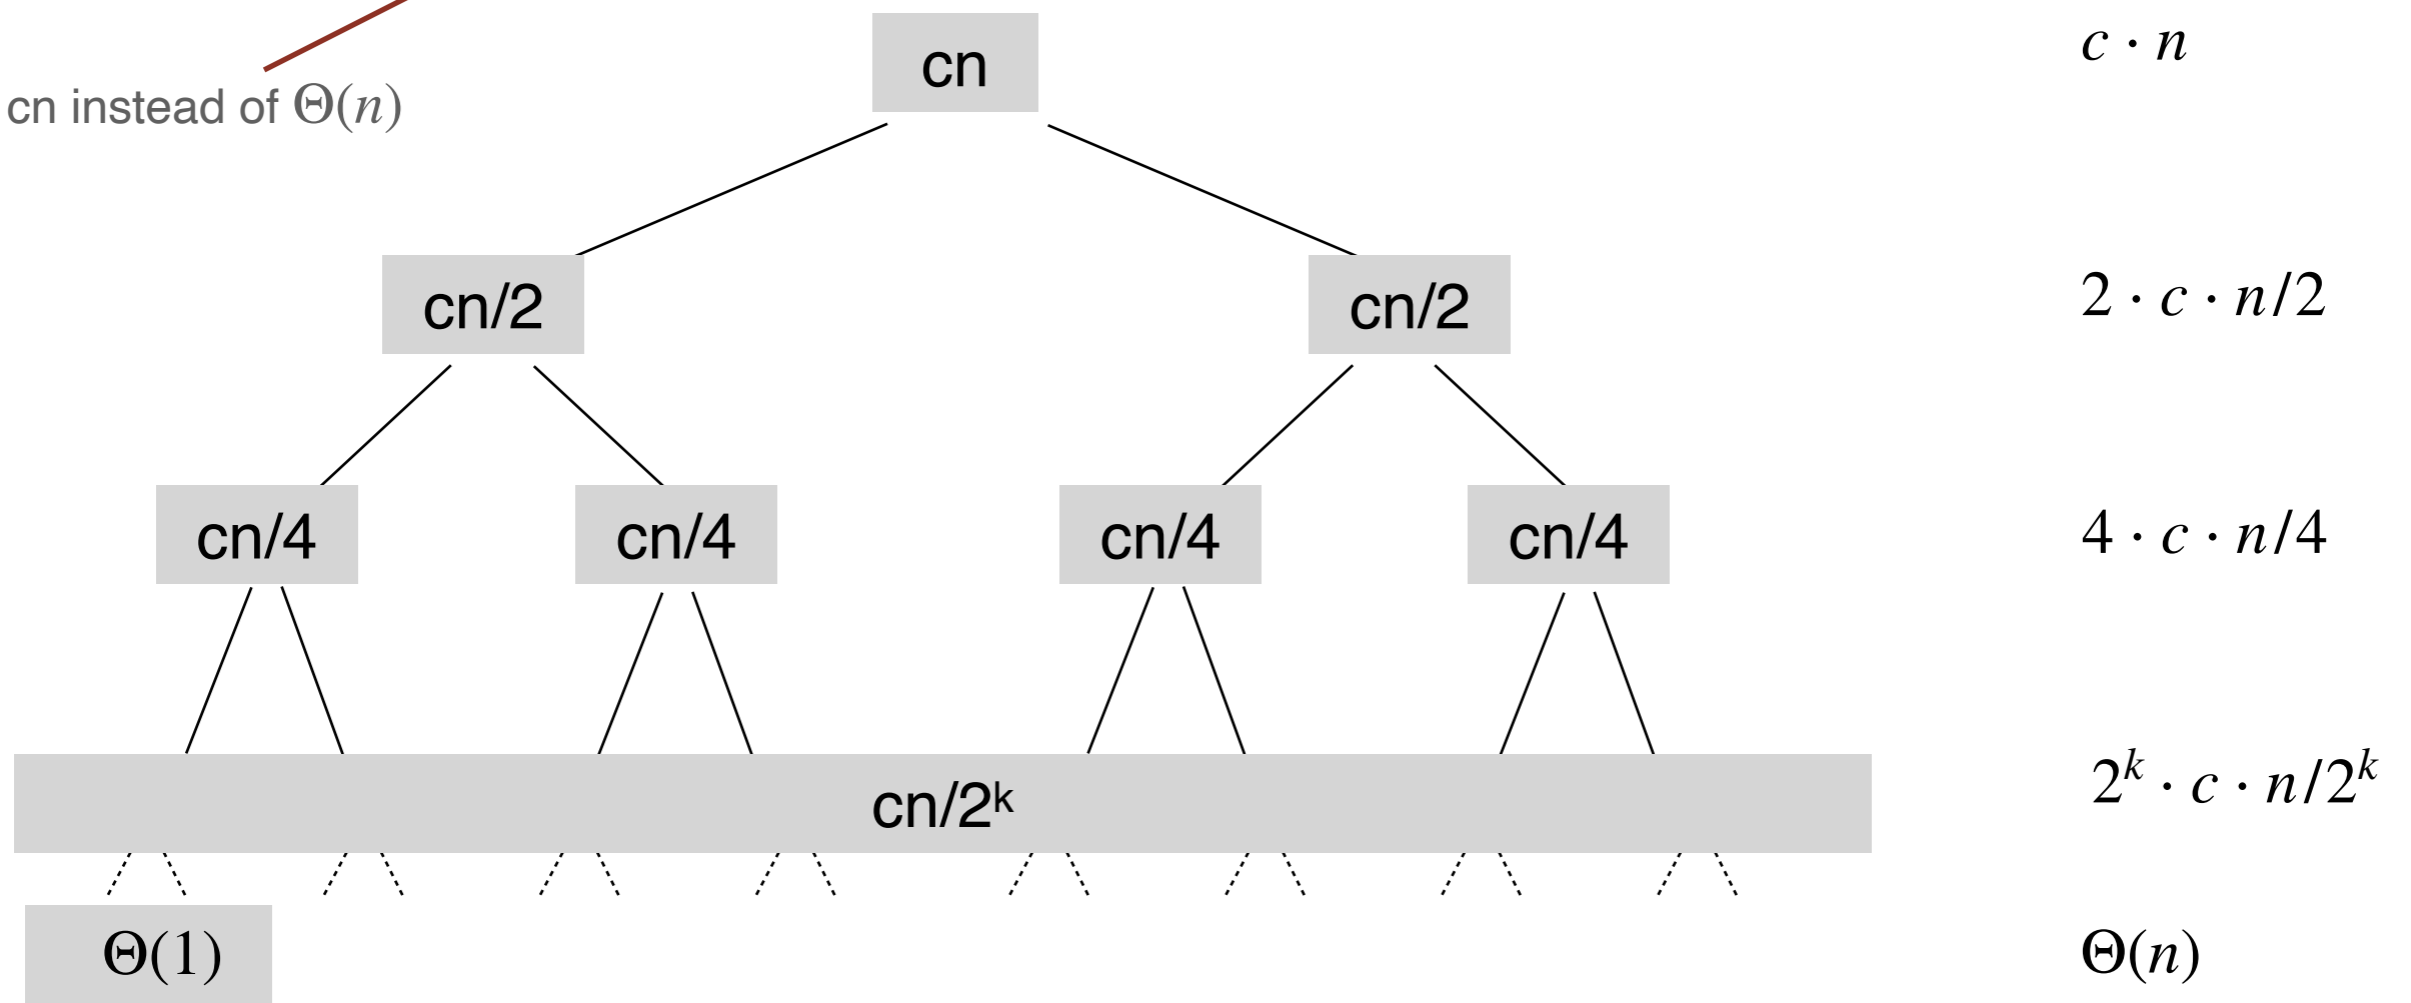 cn
c · n
cn instead of Θ(n)
cn/2
cn/2
2 · c · n/2
cn/4
cn/4
cn/4
cn/4
4 · c · n/4
cn/2ᵏ
2ᵏ · c · n/2ᵏ
Θ(1)
Θ(n)